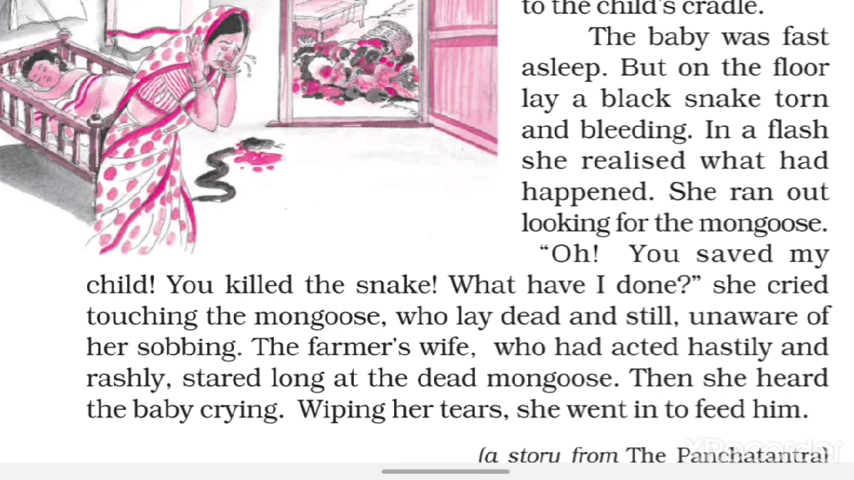 to the child's cradle.
The baby was fast
asleep. But on the floor
lay a black snake torn
and bleeding. In a flash
she realised what had
happened. She ran out
looking for the mongoose.
“Oh! You saved my
child! You killed the snake! What have I done?” she cried
touching the mongoose, who lay dead and still, unaware of
her sobbing. The farmer's wife, who had acted hastily and
rashly, stared long at the dead mongoose. Then she heard
the baby crying. Wiping her tears, she went in to feed him.
(a story from The Panchatantra)
XRecorder